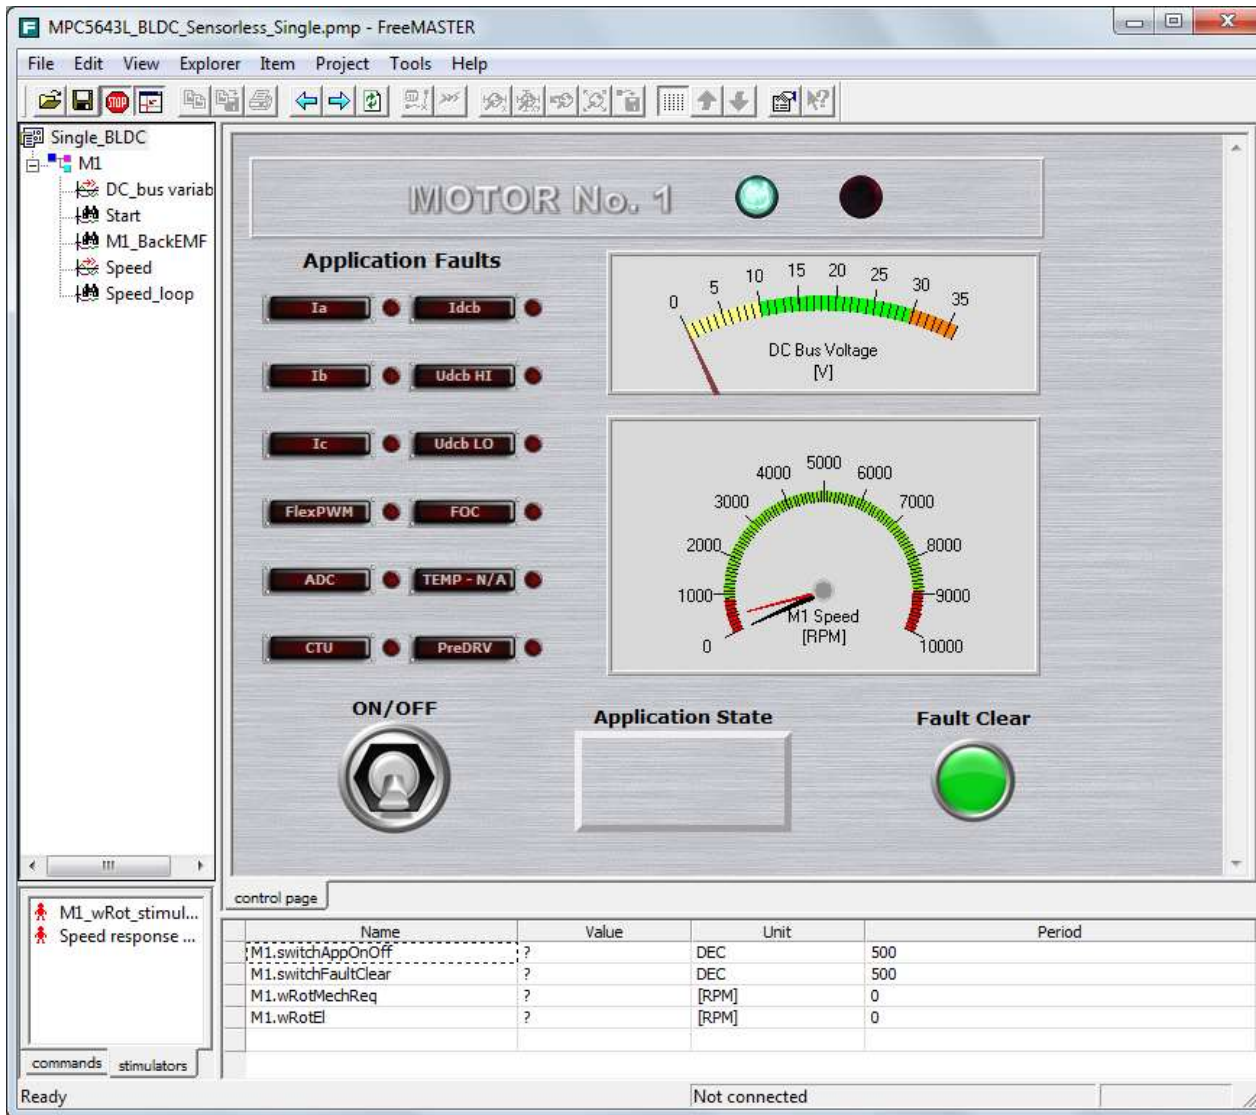 MPC5643L_BLDC_Sensorless_Single.pmp - FreeMASTER
File Edit View Explorer Item Project Tools Help
STOP
Single_BLDC
M1
DC_bus variab
Start
M1_BackEMF
Speed
Speed_loop
MOTOR No. 1
Application Faults
Ia Idcb
Ib Udcb HI
Ic Udcb LO
FlexPWM FOC
ADC TEMP - N/A
CTU PreDRV
0 5 10 15 20 25 30 35
DC Bus Voltage
[V]
0 1000 2000 3000 4000 5000 6000 7000 8000 9000 10000
M1 Speed
[RPM]
ON/OFF
Application State
Fault Clear
control page
M1_wRot_stimul...
Speed response ...
commands stimulators
Name Value Unit Period
M1.switchAppOnOff ? DEC 500
M1.switchFaultClear ? DEC 500
M1.wRotMechReq ? [RPM] 0
M1.wRotEl ? [RPM] 0
Ready
Not connected